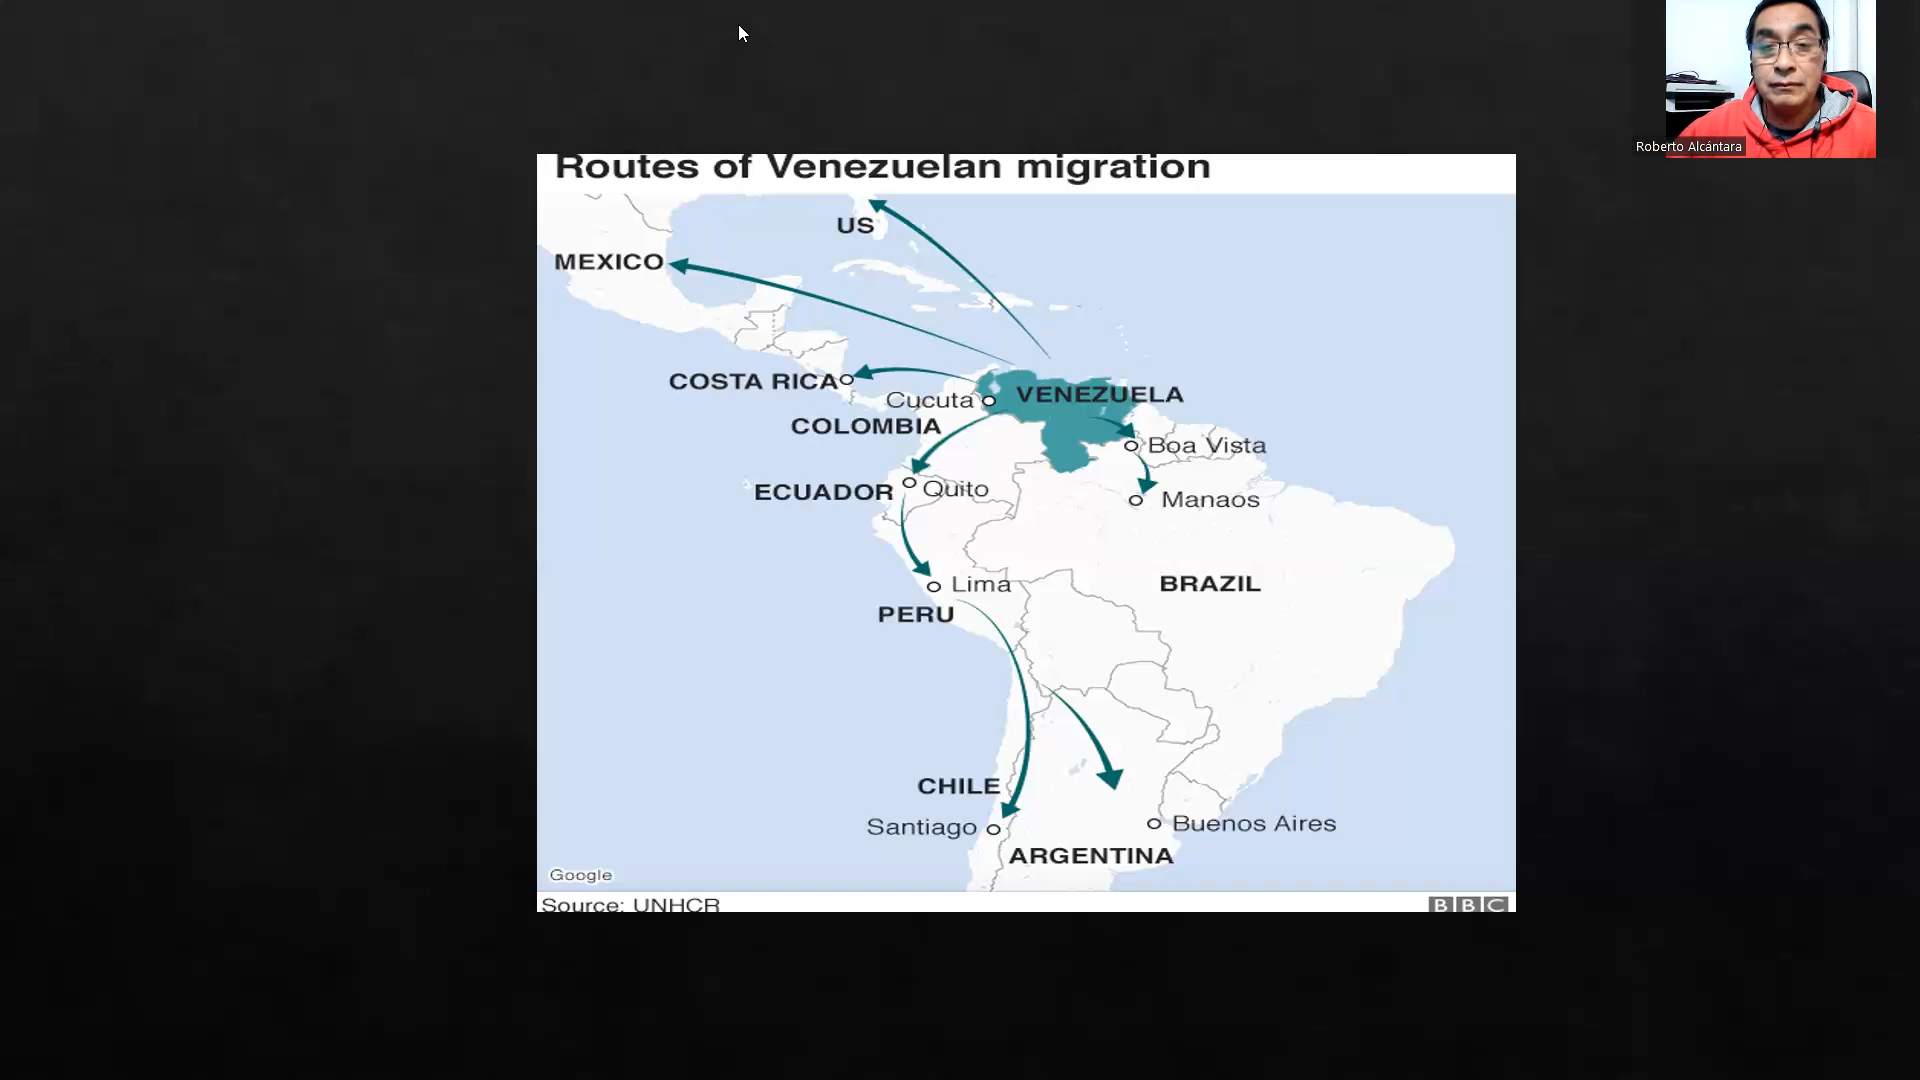 Roberto Alcántara
Routes of Venezuelan migration
US
MEXICO
COSTA RICA
VENEZUELA
Cucuta
COLOMBIA
Boa Vista
ECUADOR
Quito
Manaos
Lima
BRAZIL
PERU
CHILE
Santiago
Buenos Aires
ARGENTINA
Google
Source: UNHCR
BBC